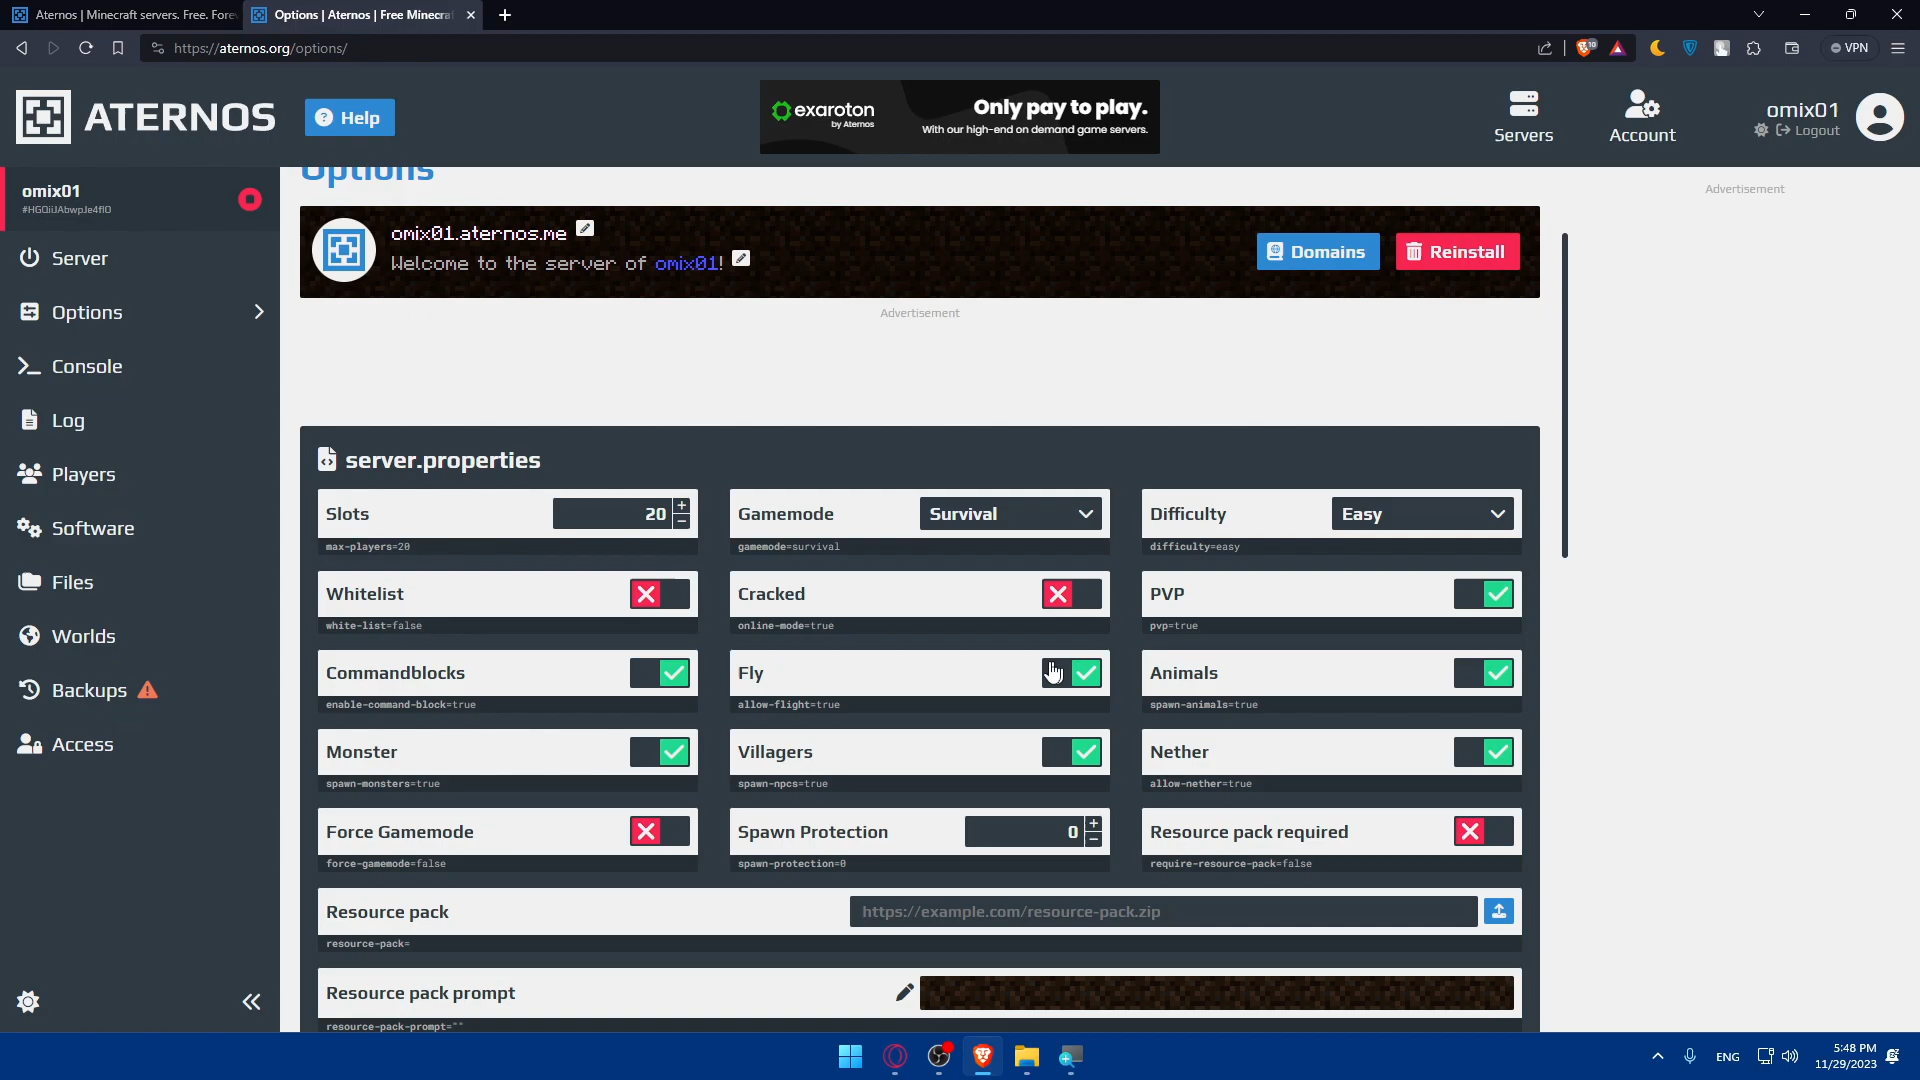 Aternos | Minecraft servers. Free. Fore
Options | Aternos | Free Minecra
https://aternos.org/options/
10
VPN
ATERNOS
Help
exaroton
by Aternos
Only pay to play.
With our high-end on demand game servers.
Servers
Account
omix01
Logout
omix01
Server
Options
Console
Log
Players
Software
Files
Worlds
Backups
Access
Options
omix01.aternos.me
Welcome to the server of omix01!
Domains
Reinstall
Advertisement
Advertisement
server.properties
Slots 20
max-players=20
Gamemode Survival
gamemode=survival
Difficulty Easy
difficulty=easy
Whitelist
white-list=false
Cracked
online-mode=true
PVP
pvp=true
Commandblocks
enable-command-block=true
Fly
allow-flight=true
Animals
spawn-animals=true
Monster
spawn-monsters=true
Villagers
spawn-npcs=true
Nether
allow-nether=true
Force Gamemode
force-gamemode=false
Spawn Protection 0
spawn-protection=0
Resource pack required
require-resource-pack=false
Resource pack https://example.com/resource-pack.zip
resource-pack=
Resource pack prompt
resource-pack-prompt=""
ENG
5:48 PM
11/29/2023